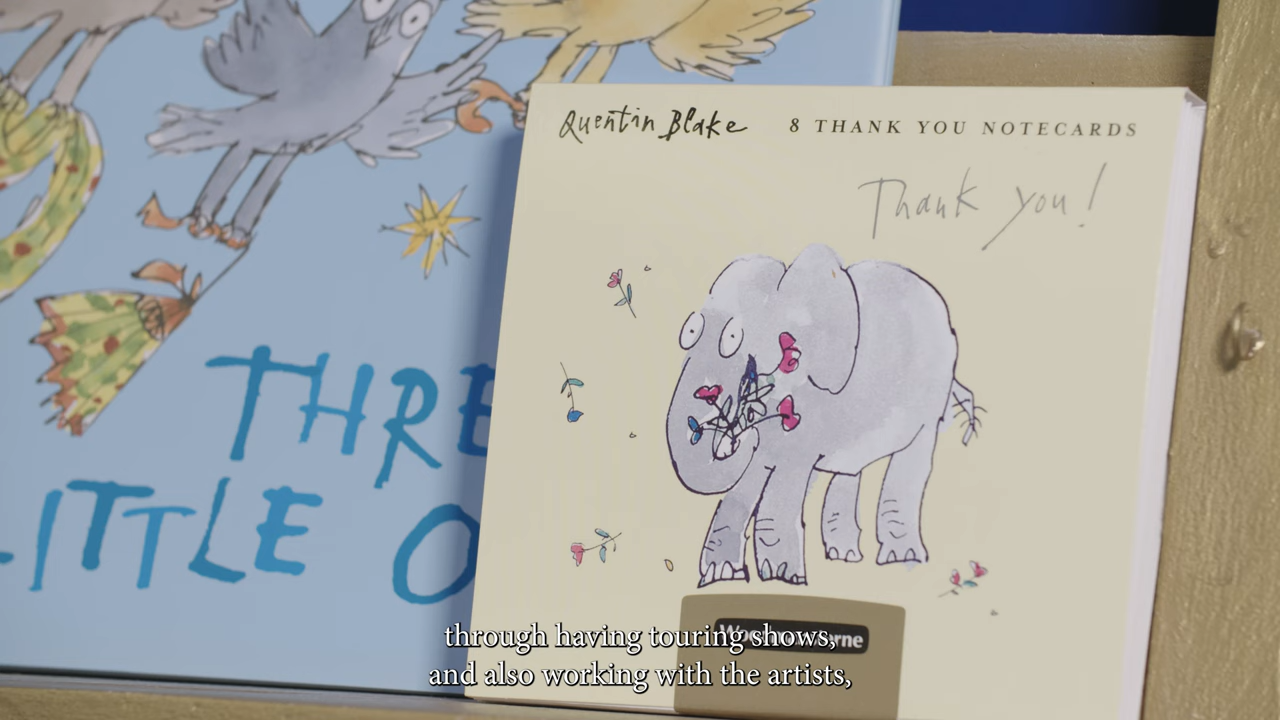 Quentin Blake
8 THANK YOU NOTECARDS
Thank you!
THRE
LITTLE O
through having touring shows,
and also working with the artists,